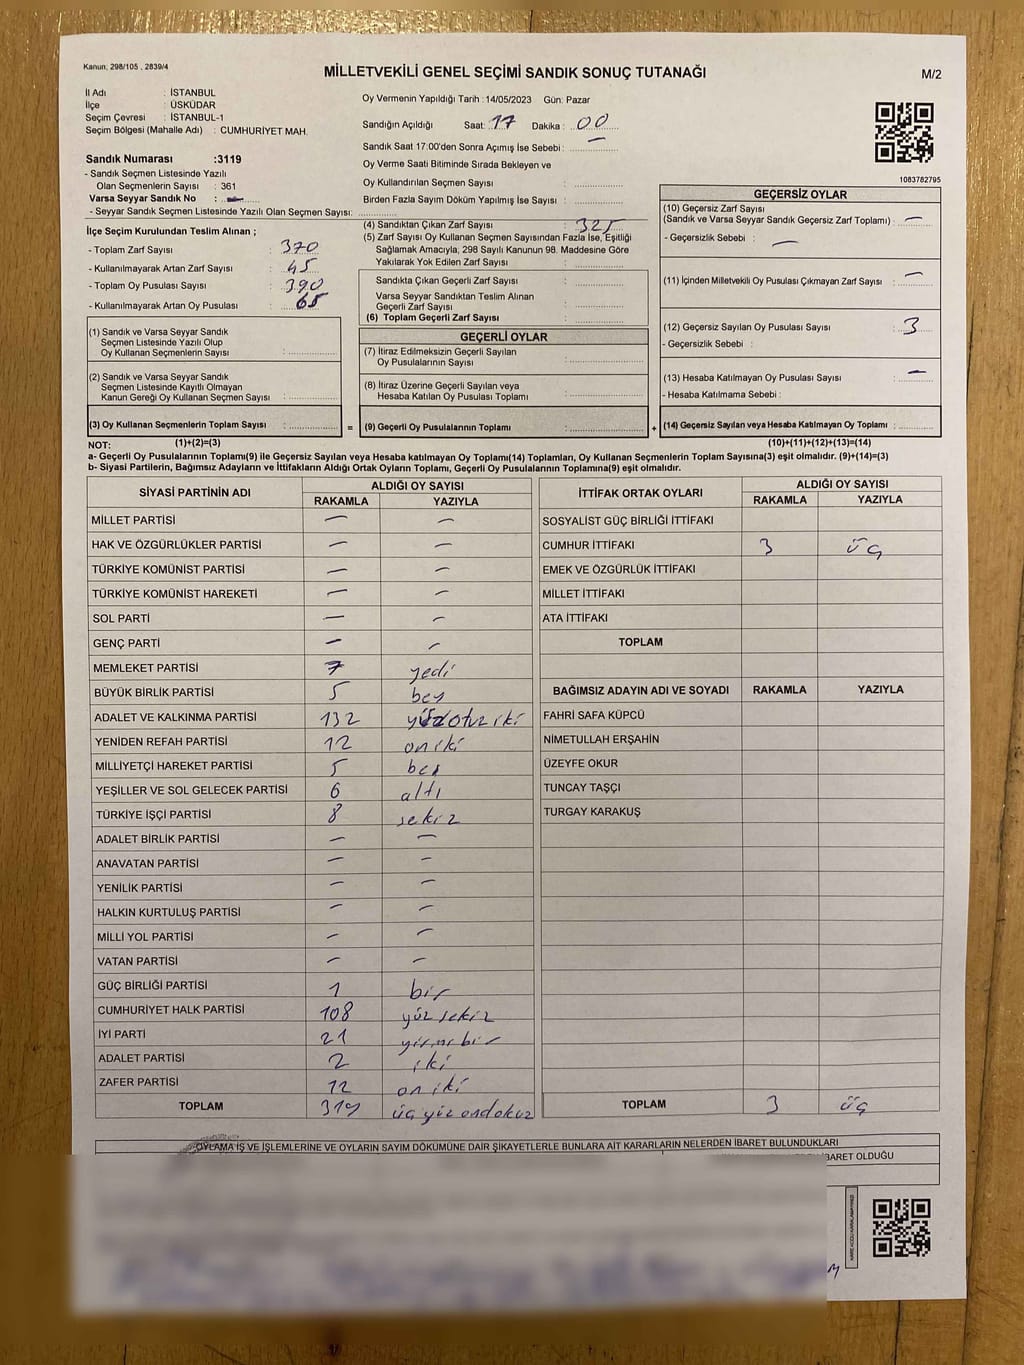 Kanun; 298/105 , 2839/4
MİLLETVEKİLİ GENEL SEÇİMİ SANDIK SONUÇ TUTANAĞI
M/2
İl Adı : İSTANBUL
İlçe : ÜSKÜDAR
Seçim Çevresi : İSTANBUL-1
Seçim Bölgesi (Mahalle Adı) : CUMHURİYET MAH.
Sandık Numarası :3119
- Sandık Seçmen Listesinde Yazılı
Olan Seçmenlerin Sayısı : 361
Varsa Seyyar Sandık No :
- Seyyar Sandık Seçmen Listesinde Yazılı Olan Seçmen Sayısı:
İlçe Seçim Kurulundan Teslim Alınan ;
- Toplam Zarf Sayısı : 370
- Kullanılmayarak Artan Zarf Sayısı : 45
- Toplam Oy Pusulası Sayısı : 390
- Kullanılmayarak Artan Oy Pusulası : 65
(1) Sandık ve Varsa Seyyar Sandık
Seçmen Listesinde Yazılı Olup
Oy Kullanan Seçmenlerin Sayısı :
(2) Sandık ve Varsa Seyyar Sandık
Seçmen Listesinde Kayıtlı Olmayan
Kanun Gereği Oy Kullanan Seçmen Sayısı :
(3) Oy Kullanan Seçmenlerin Toplam Sayısı :
Oy Vermenin Yapıldığı Tarih :14/05/2023 Gün: Pazar
Sandığın Açıldığı Saat: 17 Dakika : 00
Sandık Saat 17:00'den Sonra Açımış İse Sebebi : —
Oy Verme Saati Bitiminde Sırada Bekleyen ve
Oy Kullandırılan Seçmen Sayısı :
Birden Fazla Sayım Döküm Yapılmış İse Sayısı :
(4) Sandıktan Çıkan Zarf Sayısı : 325
(5) Zarf Sayısı Oy Kullanan Seçmen Sayısından Fazla İse, Eşitliği
Sağlamak Amacıyla; 298 Sayılı Kanunun 98. Maddesine Göre
Yakılarak Yok Edilen Zarf Sayısı :
Sandıkta Çıkan Geçerli Zarf Sayısı :
Varsa Seyyar Sandıktan Teslim Alınan
Geçerli Zarf Sayısı :
(6) Toplam Geçerli Zarf Sayısı :
GEÇERLİ OYLAR
(7) İtiraz Edilmeksizin Geçerli Sayılan
Oy Pusulalarının Sayısı :
(8) İtiraz Üzerine Geçerli Sayılan veya
Hesaba Katılan Oy Pusulası Toplamı :
= (9) Geçerli Oy Pusulalarının Toplamı :
1083782795
GEÇERSİZ OYLAR
(10) Geçersiz Zarf Sayısı
(Sandık ve Varsa Seyyar Sandık Geçersiz Zarf Toplamı) : —
- Geçersizlik Sebebi : —
(11) İçinden Milletvekili Oy Pusulası Çıkmayan Zarf Sayısı : —
(12) Geçersiz Sayılan Oy Pusulası Sayısı : 3
- Geçersizlik Sebebi :
(13) Hesaba Katılmayan Oy Pusulası Sayısı : —
- Hesaba Katılmama Sebebi :
+ (14) Geçersiz Sayılan veya Hesaba Katılmayan Oy Toplamı :
NOT: (1)+(2)=(3) (10)+(11)+(12)+(13)=(14)
a- Geçerli Oy Pusulalarının Toplamı(9) ile Geçersiz Sayılan veya Hesaba katılmayan Oy Toplamı(14) Toplamları, Oy Kullanan Seçmenlerin Toplam Sayısına(3) eşit olmalıdır. (9)+(14)=(3)
b- Siyasi Partilerin, Bağımsız Adayların ve İttifakların Aldığı Ortak Oyların Toplamı, Geçerli Oy Pusulalarının Toplamına(9) eşit olmalıdır.
SİYASİ PARTİNİN ADI ALDIĞI OY SAYISI
RAKAMLA YAZIYLA
MİLLET PARTİSİ — —
HAK VE ÖZGÜRLÜKLER PARTİSİ — —
TÜRKİYE KOMÜNİST PARTİSİ — —
TÜRKİYE KOMÜNİST HAREKETİ — —
SOL PARTİ — —
GENÇ PARTİ — —
MEMLEKET PARTİSİ 7 yedi
BÜYÜK BİRLİK PARTİSİ 5 beş
ADALET VE KALKINMA PARTİSİ 132 yüzotuz iki
YENİDEN REFAH PARTİSİ 12 on iki
MİLLİYETÇİ HAREKET PARTİSİ 5 beş
YEŞİLLER VE SOL GELECEK PARTİSİ 6 altı
TÜRKİYE İŞÇİ PARTİSİ 8 sekiz
ADALET BİRLİK PARTİSİ — —
ANAVATAN PARTİSİ — —
YENİLİK PARTİSİ — —
HALKIN KURTULUŞ PARTİSİ — —
MİLLİ YOL PARTİSİ — —
VATAN PARTİSİ — —
GÜÇ BİRLİĞİ PARTİSİ 1 bir
CUMHURİYET HALK PARTİSİ 108 yüz sekiz
İYİ PARTİ 21 yirmi bir
ADALET PARTİSİ 2 iki
ZAFER PARTİSİ 12 on iki
TOPLAM 319 üç yüz ondokuz
İTTİFAK ORTAK OYLARI ALDIĞI OY SAYISI
RAKAMLA YAZIYLA
SOSYALİST GÜÇ BİRLİĞİ İTTİFAKI
CUMHUR İTTİFAKI 3 üç
EMEK VE ÖZGÜRLÜK İTTİFAKI
MİLLET İTTİFAKI
ATA İTTİFAKI
TOPLAM
BAĞIMSIZ ADAYIN ADI VE SOYADI RAKAMLA YAZIYLA
FAHRİ SAFA KÜPCÜ
NİMETULLAH ERŞAHİN
ÜZEYFE OKUR
TUNCAY TAŞÇI
TURGAY KARAKUŞ
TOPLAM 3 üç
OYLAMA İŞ VE İŞLEMLERİNE VE OYLARIN SAYIM DÖKÜMÜNE DAİR ŞİKAYETLERLE BUNLARA AİT KARARLARIN NELERDEN İBARET BULUNDUKLARI
İBARET OLDUĞU